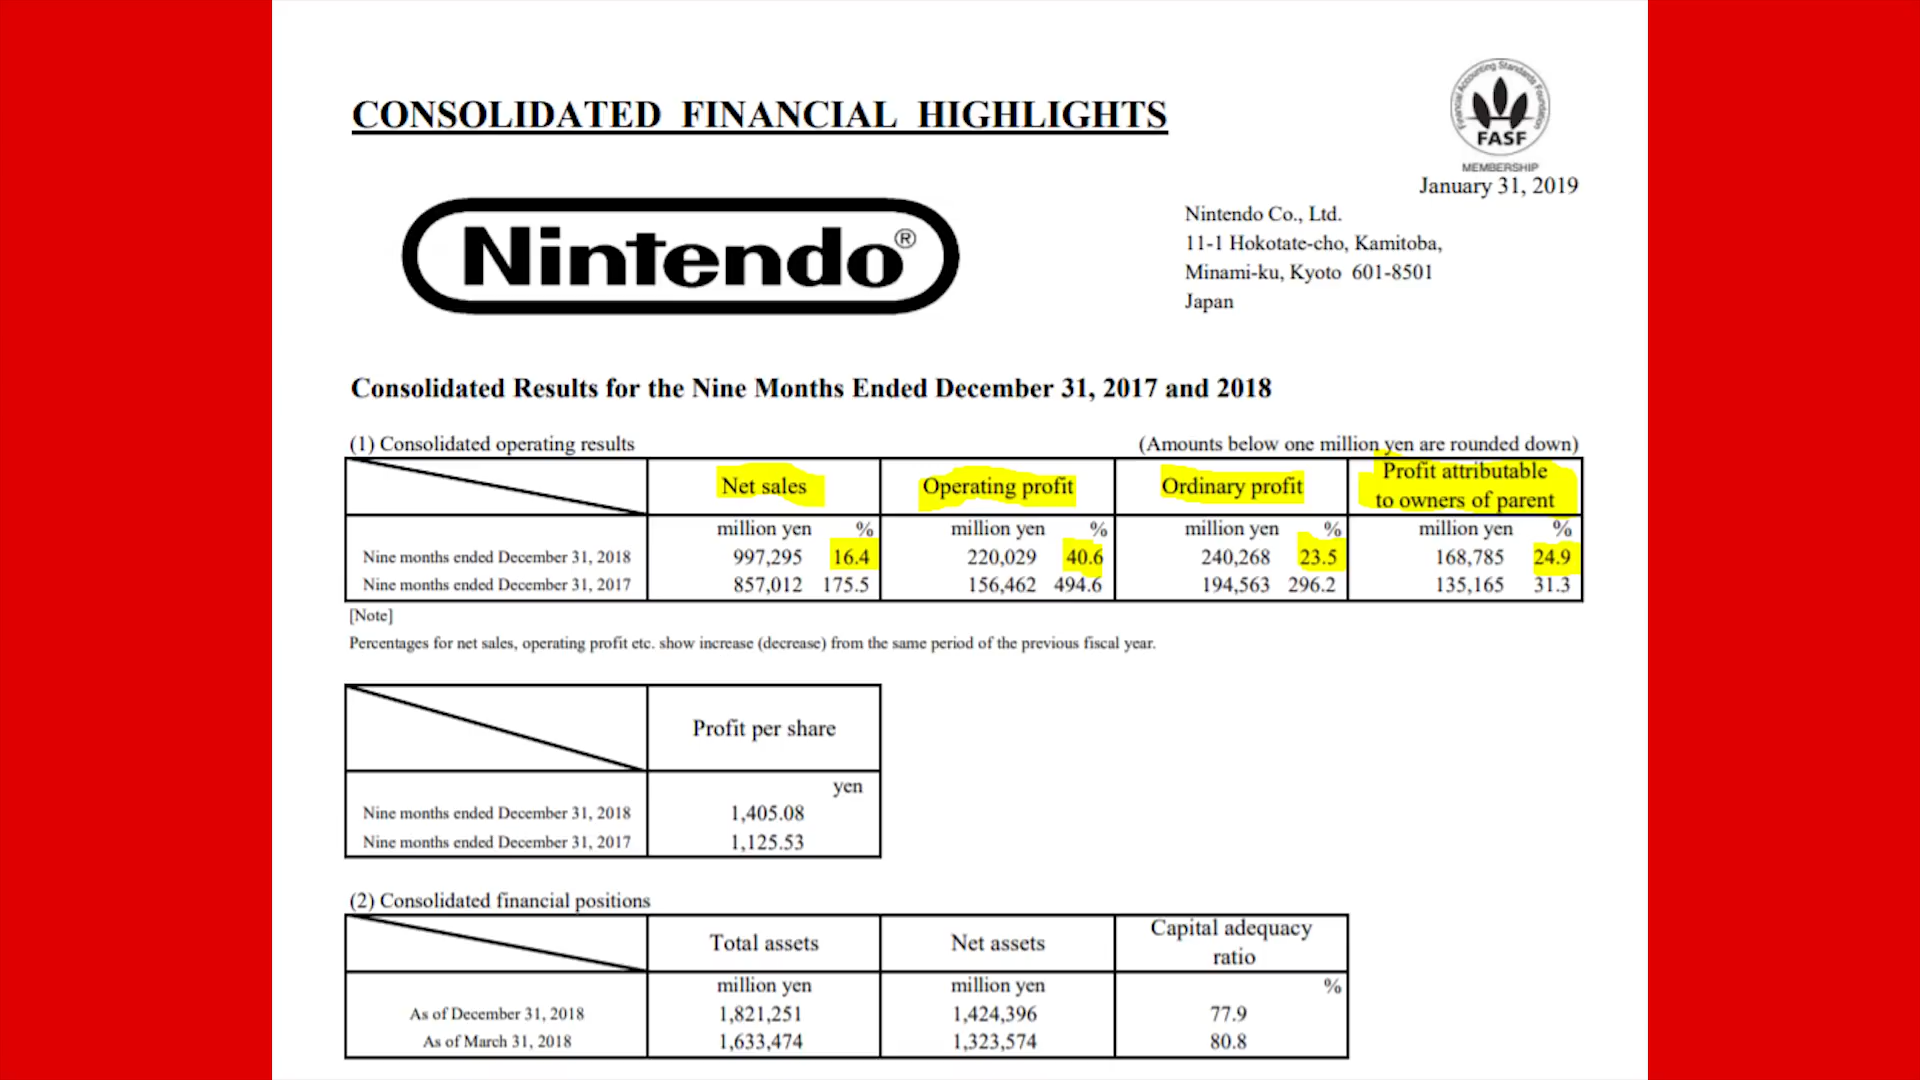 CONSOLIDATED FINANCIAL HIGHLIGHTS
Financial Accounting Standards Foundation
FASF
MEMBERSHIP
January 31, 2019
Nintendo®
Nintendo Co., Ltd.
11-1 Hokotate-cho, Kamitoba,
Minami-ku, Kyoto 601-8501
Japan
Consolidated Results for the Nine Months Ended December 31, 2017 and 2018
(1) Consolidated operating results (Amounts below one million yen are rounded down)
Net sales Operating profit Ordinary profit Profit attributable
to owners of parent
million yen % million yen % million yen % million yen %
Nine months ended December 31, 2018 997,295 16.4 220,029 40.6 240,268 23.5 168,785 24.9
Nine months ended December 31, 2017 857,012 175.5 156,462 494.6 194,563 296.2 135,165 31.3
[Note]
Percentages for net sales, operating profit etc. show increase (decrease) from the same period of the previous fiscal year.
Profit per share
yen
Nine months ended December 31, 2018 1,405.08
Nine months ended December 31, 2017 1,125.53
(2) Consolidated financial positions
Total assets Net assets Capital adequacy
ratio
million yen million yen %
As of December 31, 2018 1,821,251 1,424,396 77.9
As of March 31, 2018 1,633,474 1,323,574 80.8